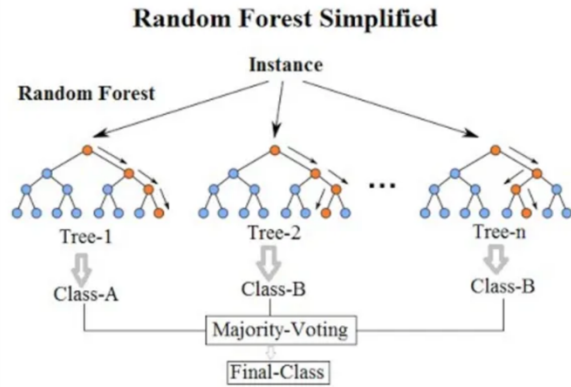 Random Forest Simplified
Instance
Random Forest
...
Tree-1
Tree-2
Tree-n
Class-A
Class-B
Class-B
Majority-Voting
Final-Class